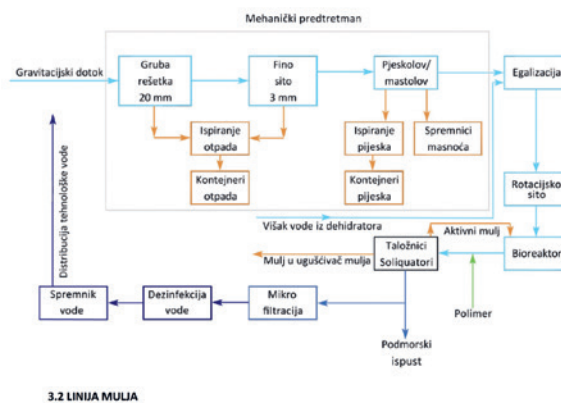 Mehanički predtretman
Gravitacijski dotok
Gruba
rešetka
20 mm
Fino
sito
3 mm
Pjeskolov/
mastolov
Egalizacija
Ispiranje
otpada
Ispiranje
pijeska
Spremnici
masnoća
Kontejneri
otpada
Kontejneri
pijeska
Rotacijsko
sito
Distribucija tehnološke vode
Višak vode iz dehidratora
Aktivni mulj
Taložnici
Soliquatori
Bioreaktor
Mulj u ugušćivač mulja
Spremnik
vode
Dezinfekcija
vode
Mikro
filtracija
Polimer
Podmorski
ispust
3.2 LINIJA MULJA